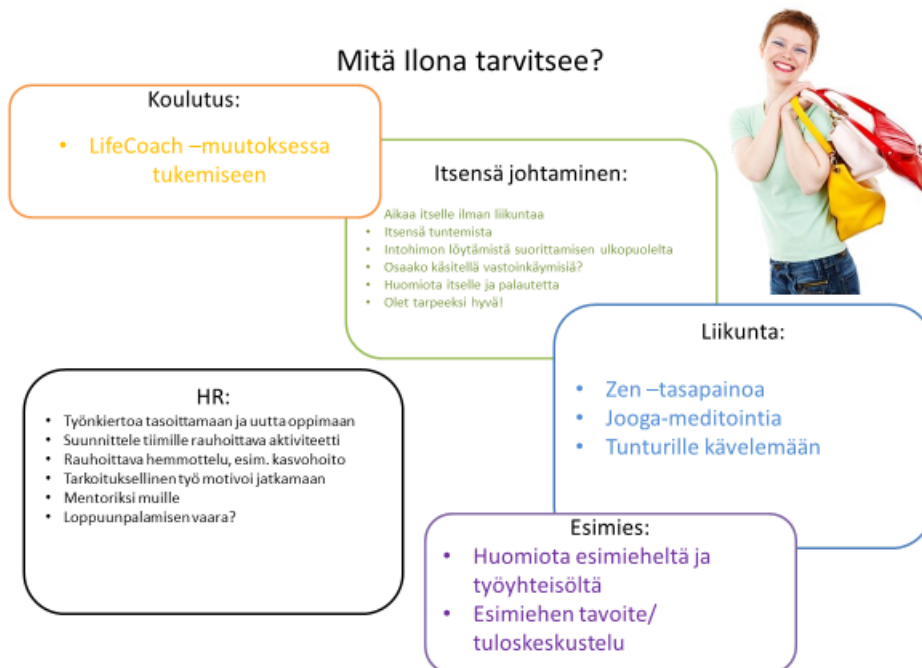 Mitä Ilona tarvitsee?
Koulutus:
• LifeCoach –muutoksessa
tukemiseen
Itsensä johtaminen:
Aikaa itselle ilman liikuntaa
• Itsensä tuntemista
• Intohimon löytämistä suorittamisen ulkopuolelta
• Osaako käsitellä vastoinkäymisiä?
• Huomiota itselle ja palautetta
• Olet tarpeeksi hyvä!
Liikunta:
• Zen –tasapainoa
• Jooga-meditointia
• Tunturille kävelemään
HR:
• Työnkiertoa tasoittamaan ja uutta oppimaan
• Suunnittele tiimille rauhoittava aktiviteetti
• Rauhoittava hemmottelu, esim. kasvohoito
• Tarkoituksellinen työ motivoi jatkamaan
• Mentoriksi muille
• Loppuunpalamisen vaara?
Esimies:
• Huomiota esimieheltä ja
työyhteisöltä
• Esimiehen tavoite/
tuloskeskustelu